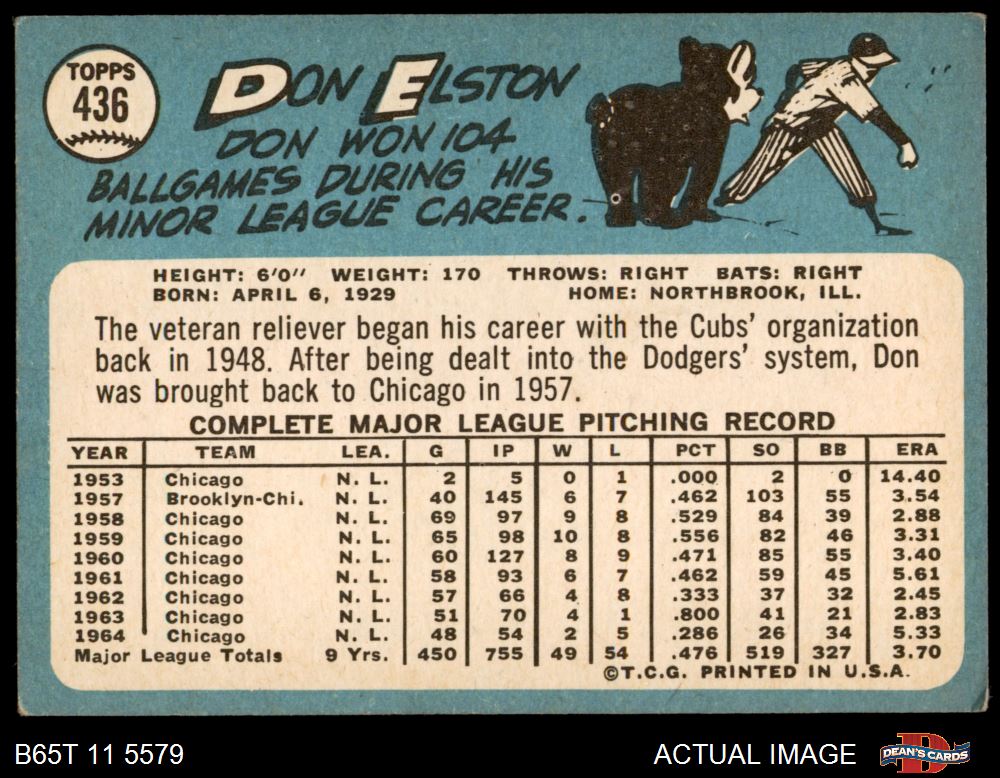 TOPPS
436
DON ELSTON
DON WON 104
BALLGAMES DURING HIS
MINOR LEAGUE CAREER.
HEIGHT: 6'0" WEIGHT: 170 THROWS: RIGHT BATS: RIGHT
BORN: APRIL 6, 1929 HOME: NORTHBROOK, ILL.
The veteran reliever began his career with the Cubs' organization
back in 1948. After being dealt into the Dodgers' system, Don
was brought back to Chicago in 1957.
COMPLETE MAJOR LEAGUE PITCHING RECORD
YEAR TEAM LEA. G IP W L PCT SO BB ERA
1953 Chicago N. L. 2 5 0 1 .000 2 0 14.40
1957 Brooklyn-Chi. N. L. 40 145 6 7 .462 103 55 3.54
1958 Chicago N. L. 69 97 9 8 .529 84 39 2.88
1959 Chicago N. L. 65 98 10 8 .556 82 46 3.31
1960 Chicago N. L. 60 127 8 9 .471 85 55 3.40
1961 Chicago N. L. 58 93 6 7 .462 59 45 5.61
1962 Chicago N. L. 57 66 4 8 .333 37 32 2.45
1963 Chicago N. L. 51 70 4 1 .800 41 21 2.83
1964 Chicago N. L. 48 54 2 5 .286 26 34 5.33
Major League Totals 9 Yrs. 450 755 49 54 .476 519 327 3.70
©T.C.G. PRINTED IN U.S.A.
B65T 11 5579 ACTUAL IMAGE DEAN'S CARDS